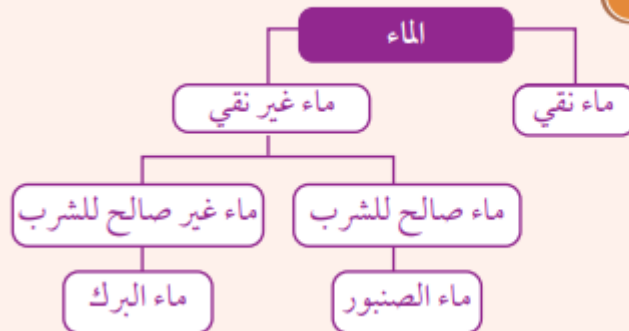 الماء
ماء نقي
ماء غير نقي
ماء صالح للشرب
ماء غير صالح للشرب
ماء الصنبور
ماء البرك